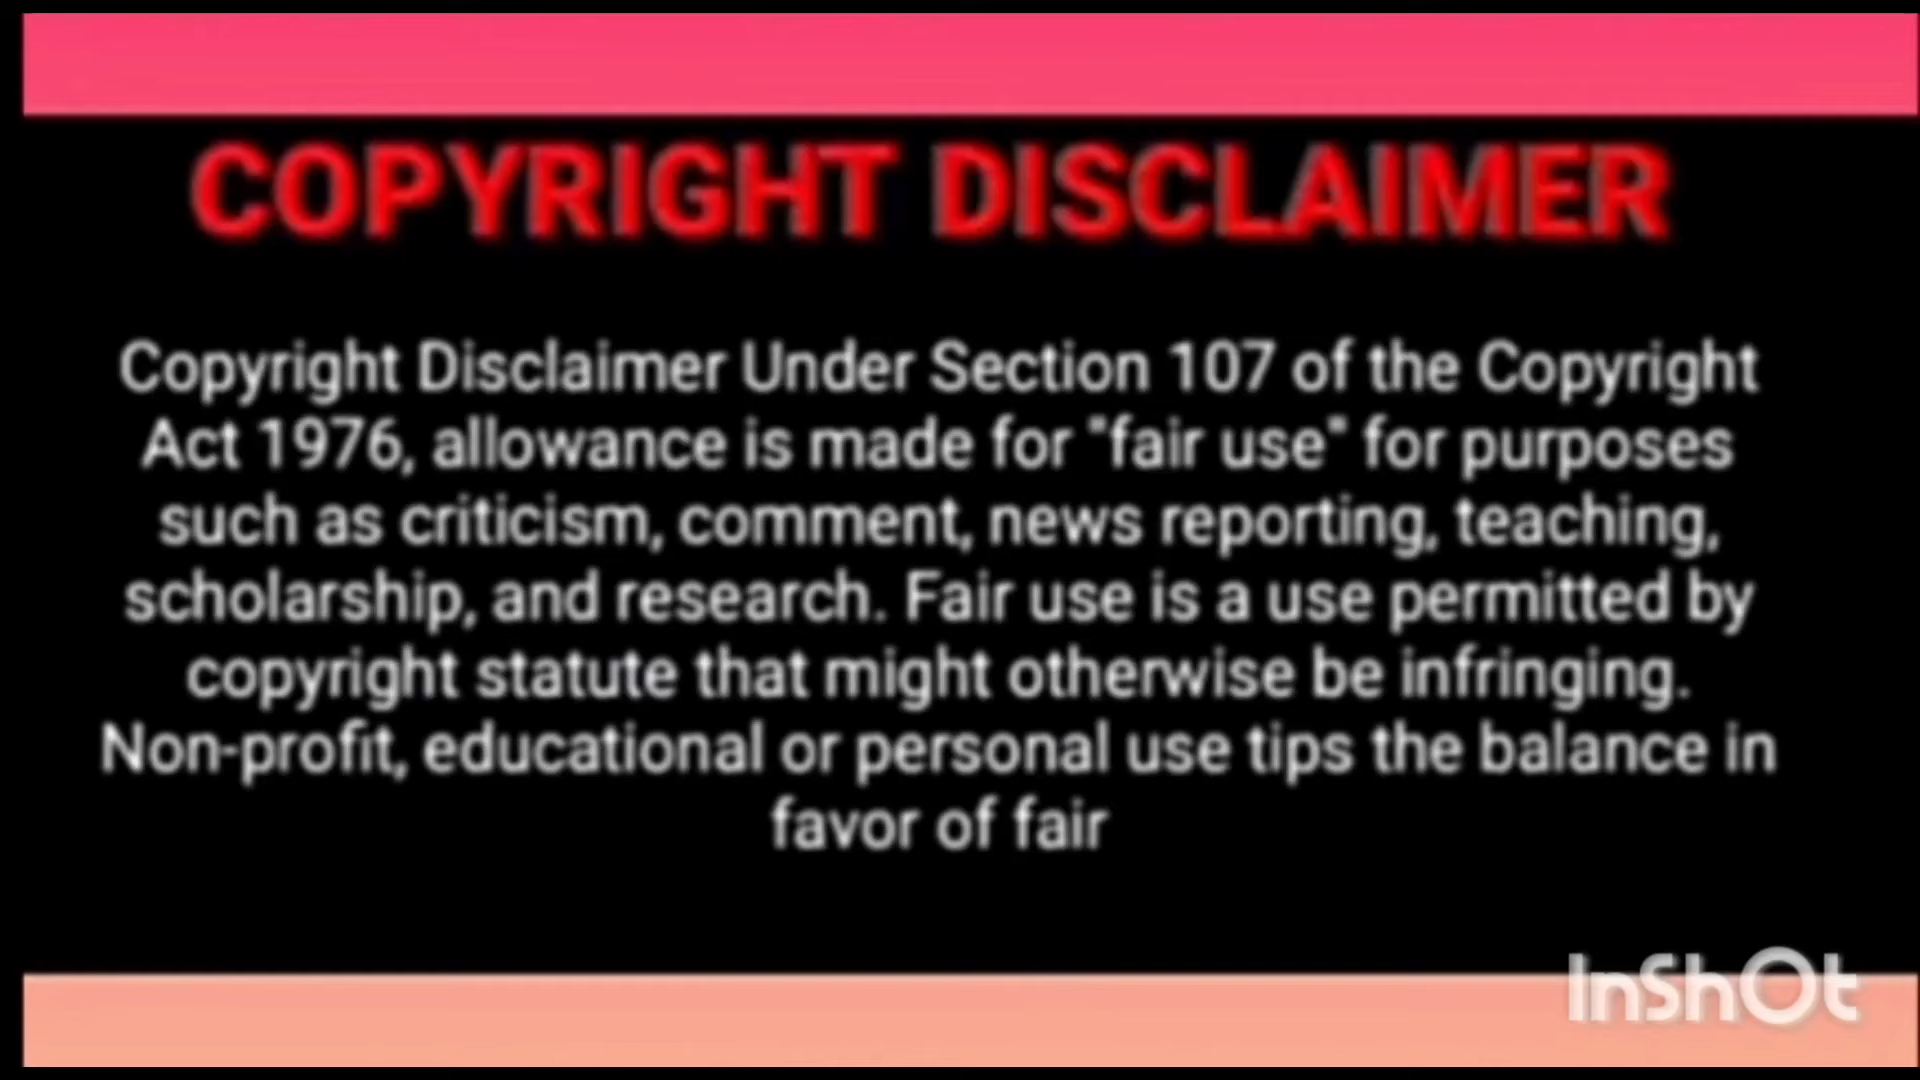 COPYRIGHT DISCLAIMER
Copyright Disclaimer Under Section 107 of the Copyright
Act 1976, allowance is made for "fair use" for purposes
such as criticism, comment, news reporting, teaching,
scholarship, and research. Fair use is a use permitted by
copyright statute that might otherwise be infringing.
Non-profit, educational or personal use tips the balance in
favor of fair
InShOt